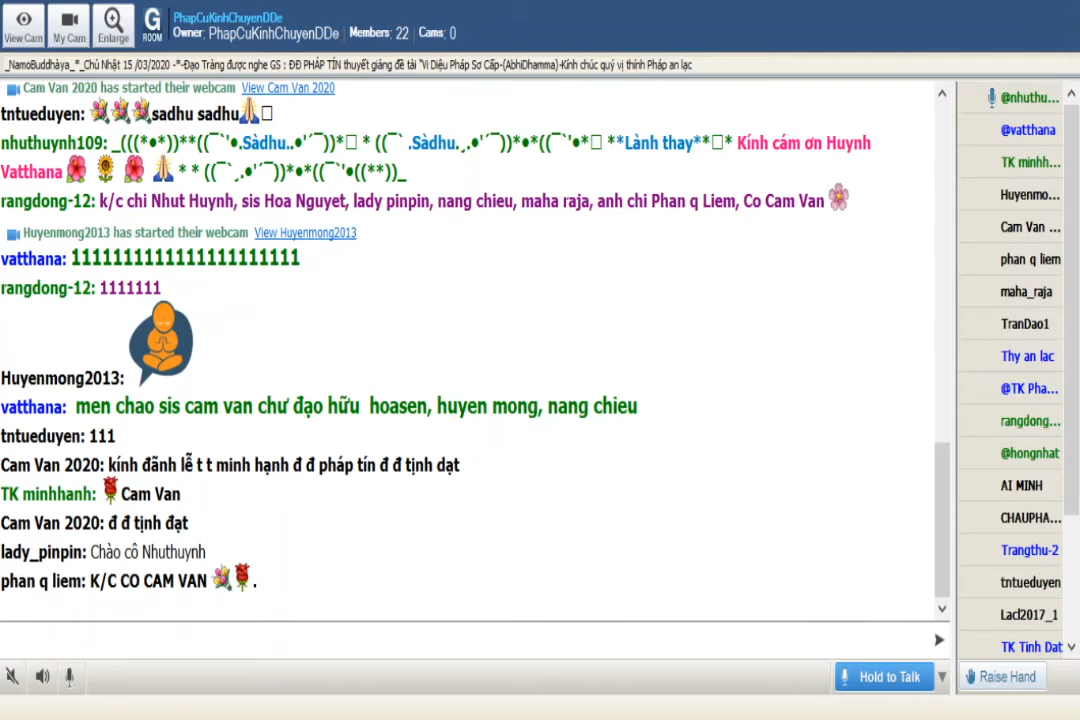 View Cam
My Cam
Enlarge
G
ROOM
PhapCuKinhChuyenDDe
Owner: PhapCuKinhChuyenDDe Members: 22 Cams: 0
_NamoBuddhàya_*_Chủ Nhật 15 /03/2020 -*-Đạo Tràng được nghe GS : ĐĐ PHÁP TÍN thuyết giảng đề tài "Vi Diệu Pháp Sơ Cấp-(AbhiDhamma)-Kính chúc quý vị thính Pháp an lạc
Cam Van 2020 has started their webcam View Cam Van 2020
tntueduyen: sadhu sadhu
nhuthuynh109: _(((*•*))**((¯`'•.Sàdhu..•'´¯))*□ * ((¯` .Sàdhu.¸.•'´¯))*•*((¯`'•*□ **Lành thay**□* Kính cám ơn Huynh
Vatthana * * ((¯`¸.•'´¯))*•*((¯`'•((**))_
rangdong-12: k/c chi Nhut Huynh, sis Hoa Nguyet, lady pinpin, nang chieu, maha raja, anh chi Phan q Liem, Co Cam Van
Huyenmong2013 has started their webcam View Huyenmong2013
vatthana: 1111111111111111111111
rangdong-12: 1111111
Huyenmong2013:
vatthana: men chao sis cam van chư đạo hữu hoasen, huyen mong, nang chieu
tntueduyen: 111
Cam Van 2020: kính đãnh lễ t t minh hạnh đ đ pháp tín đ đ tịnh dạt
TK minhhanh: Cam Van
Cam Van 2020: đ đ tịnh đạt
lady_pinpin: Chào cô Nhuthuynh
phan q liem: K/C CO CAM VAN .
@nhuthu...
@vatthana
TK minhh...
Huyenmo...
Cam Van ...
phan q liem
maha_raja
TranDao1
Thy an lac
@TK Pha...
rangdong...
@hongnhat
AI MINH
CHAUPHA...
Trangthu-2
tntueduyen
Lacl2017_1
TK Tinh Dat
Hold to Talk
Raise Hand